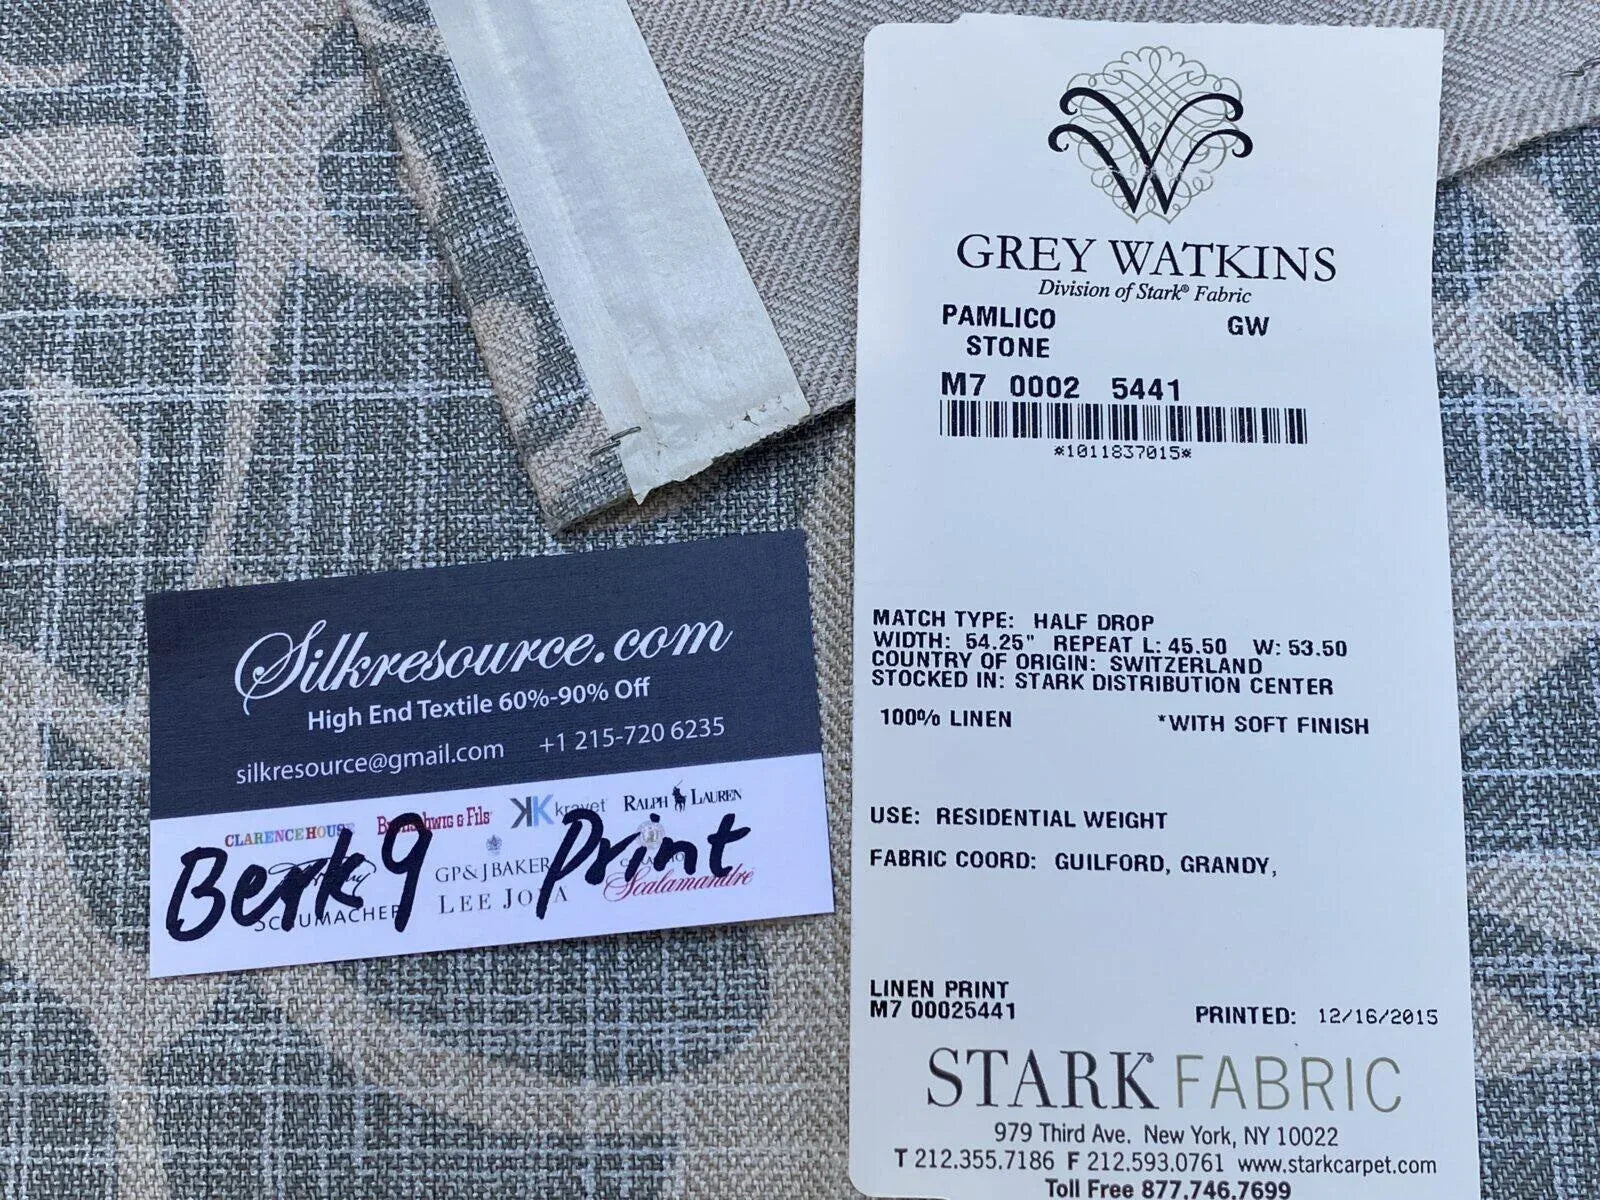 GREY WATKINS
Division of Stark® Fabric
PAMLICO GW
STONE
M7 0002 5441
*1011837015*
MATCH TYPE: HALF DROP
WIDTH: 54.25" REPEAT L: 45.50 W: 53.50
COUNTRY OF ORIGIN: SWITZERLAND
STOCKED IN: STARK DISTRIBUTION CENTER
100% LINEN *WITH SOFT FINISH
USE: RESIDENTIAL WEIGHT
FABRIC COORD: GUILFORD, GRANDY,
LINEN PRINT
M7 00025441 PRINTED: 12/16/2015
STARK FABRIC
979 Third Ave. New York, NY 10022
T 212.355.7186 F 212.593.0761 www.starkcarpet.com
Toll Free 877.746.7699
Silkresource.com
High End Textile 60%-90% Off
silkresource@gmail.com +1 215-720 6235
CLARENCE HOUSE & Fils K kravet RALPH LAUREN
Berk9 Print
GP & J BAKER
SCHUMACHER LEE JOFA Scalamandré